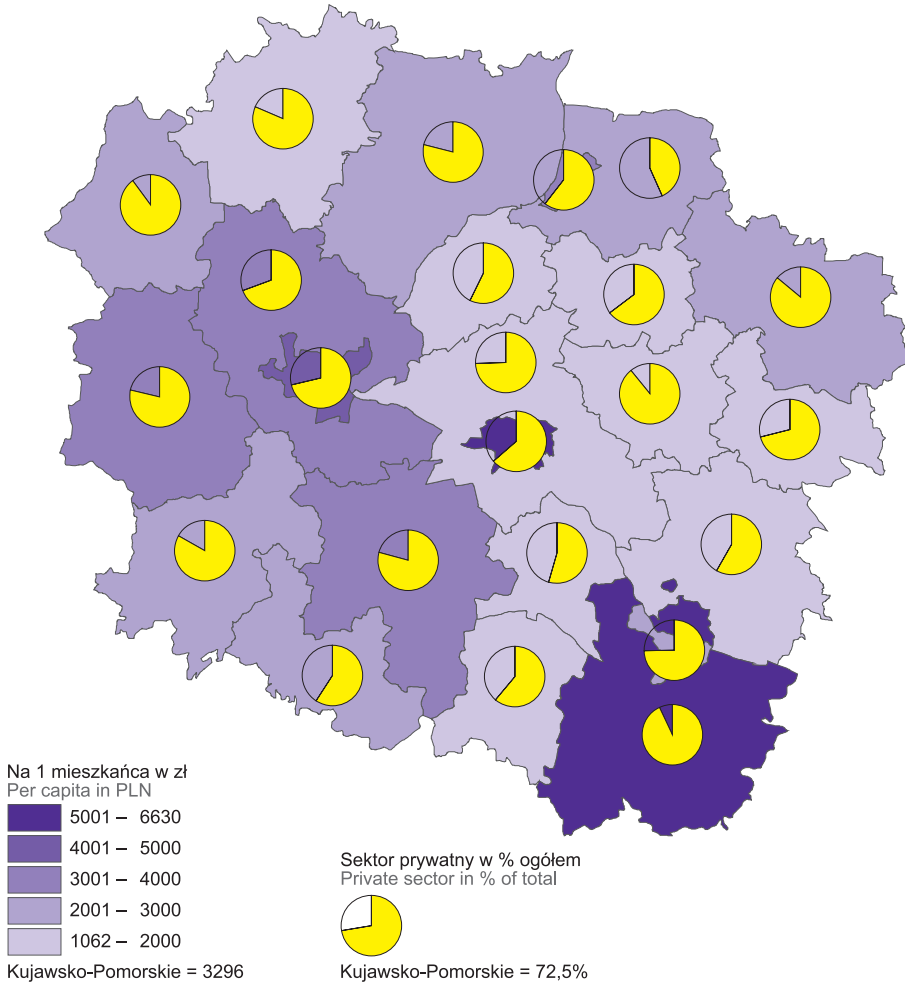 Na 1 mieszkańca w zł
Per capita in PLN
5001 – 6630
4001 – 5000
3001 – 4000
2001 – 3000
1062 – 2000
Kujawsko-Pomorskie = 3296
Sektor prywatny w % ogółem
Private sector in % of total
Kujawsko-Pomorskie = 72,5%